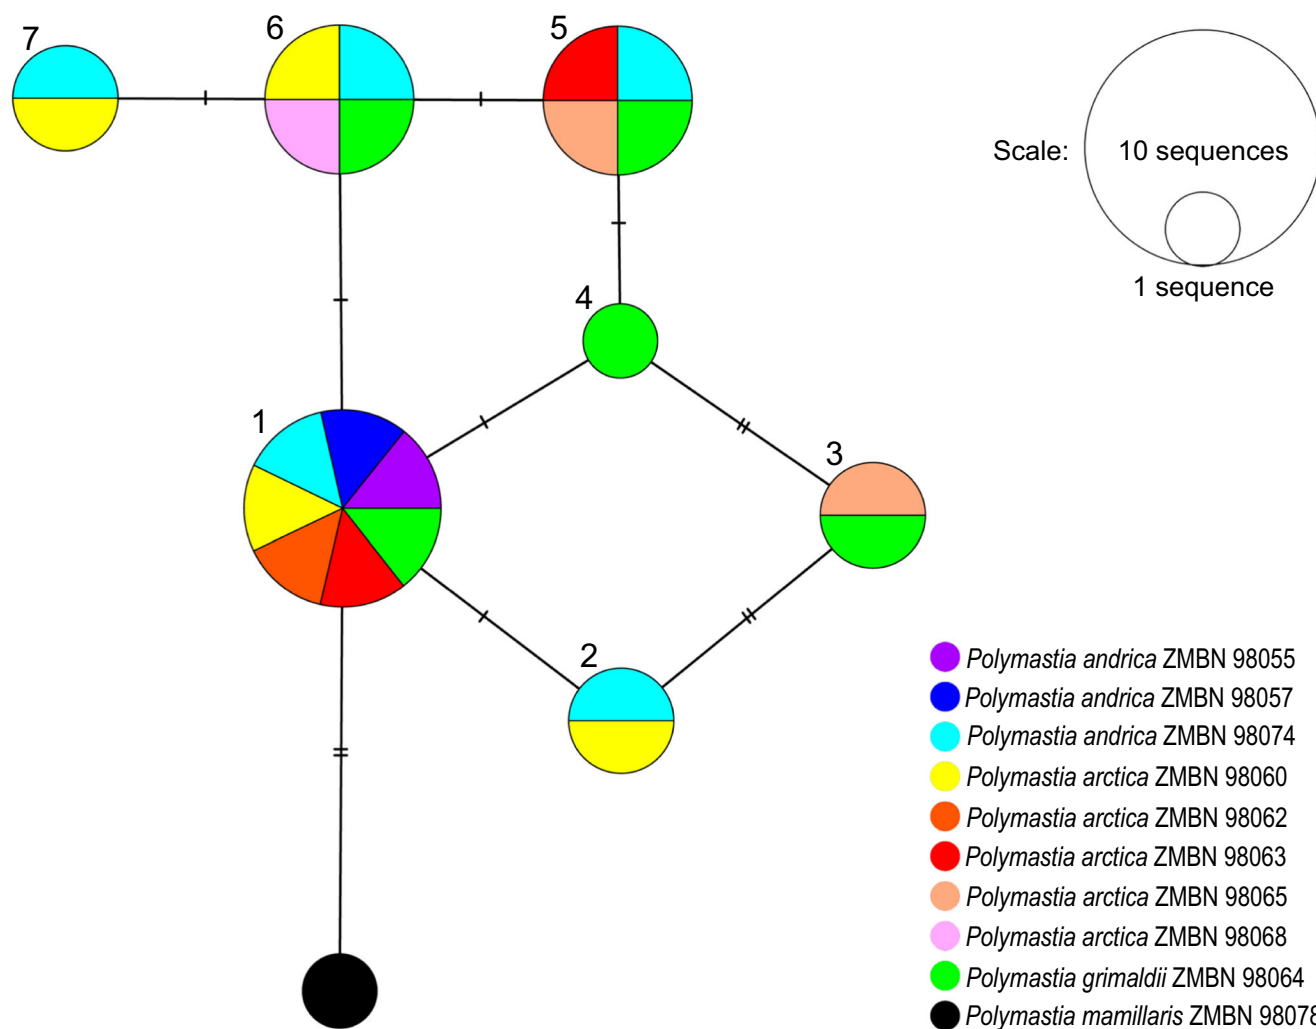 7
6
5
Scale:
10 sequences
1 sequence
4
1
3
2
Polymastia andrica ZMBN 98055
Polymastia andrica ZMBN 98057
Polymastia andrica ZMBN 98074
Polymastia arctica ZMBN 98060
Polymastia arctica ZMBN 98062
Polymastia arctica ZMBN 98063
Polymastia arctica ZMBN 98065
Polymastia arctica ZMBN 98068
Polymastia grimaldii ZMBN 98064
Polymastia mamillaris ZMBN 98078